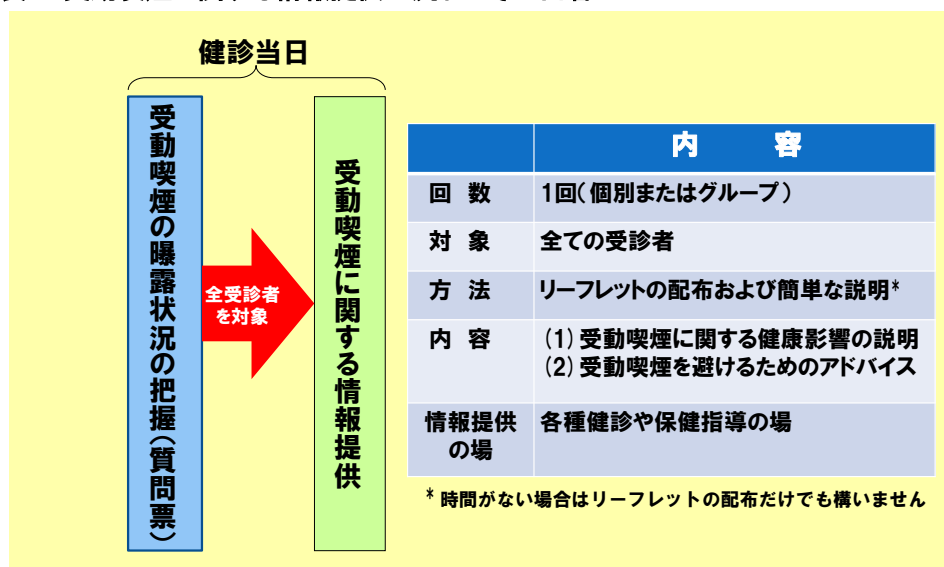 健診当日
受動喫煙の曝露状況の把握（質問票）
全受診者
を対象
受動喫煙に関する情報提供
内　容
回 数　1回（個別またはグループ）
対 象　全ての受診者
方 法　リーフレットの配布および簡単な説明*
内 容　(1) 受動喫煙に関する健康影響の説明
(2) 受動喫煙を避けるためのアドバイス
情報提供　各種健診や保健指導の場
の場
* 時間がない場合はリーフレットの配布だけでも構いません